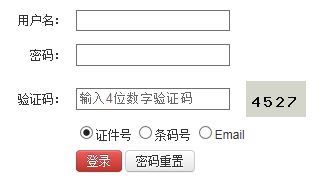 用户名：
密码：
验证码： 输入4位数字验证码 4527
证件号 条码号 Email
登录 密码重置